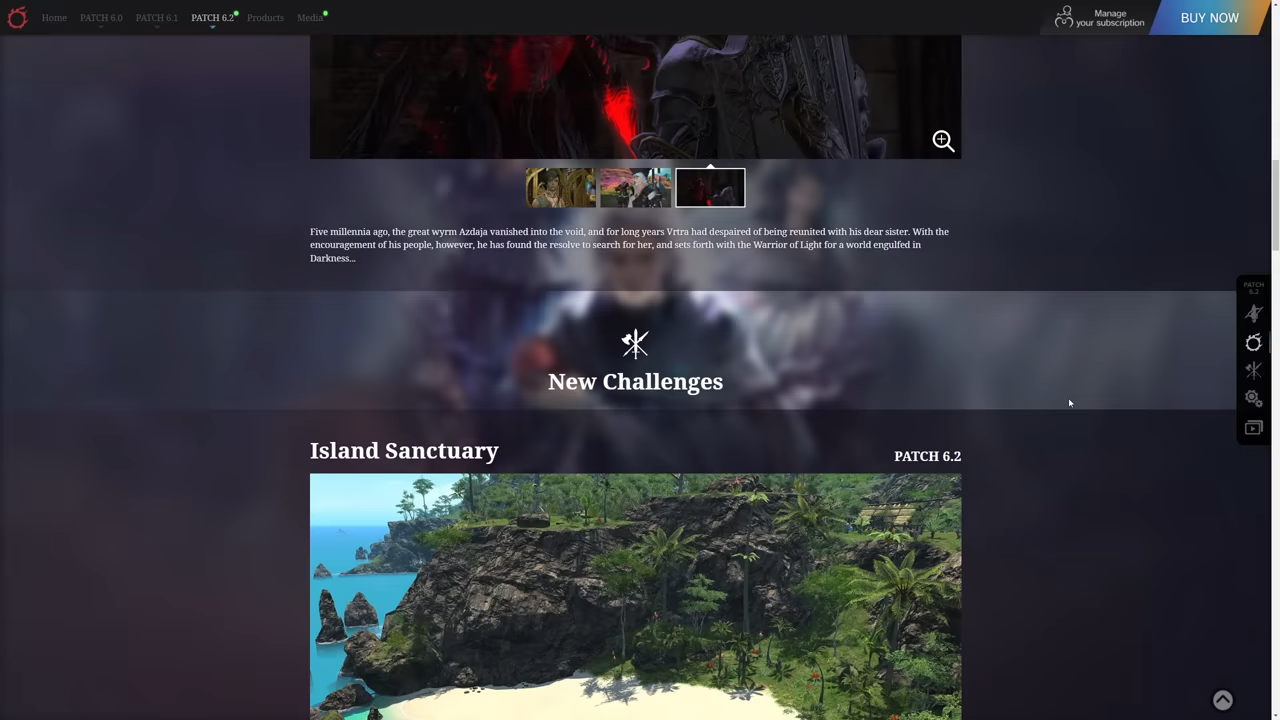 Home PATCH 6.0 PATCH 6.1 PATCH 6.2 Products Media
Manage
your subscription
BUY NOW
Five millennia ago, the great wyrm Azdaja vanished into the void, and for long years Vrtra had despaired of being reunited with his dear sister. With the
encouragement of his people, however, he has found the resolve to search for her, and sets forth with the Warrior of Light for a world engulfed in
Darkness...
PATCH
6.2
New Challenges
Island Sanctuary
PATCH 6.2